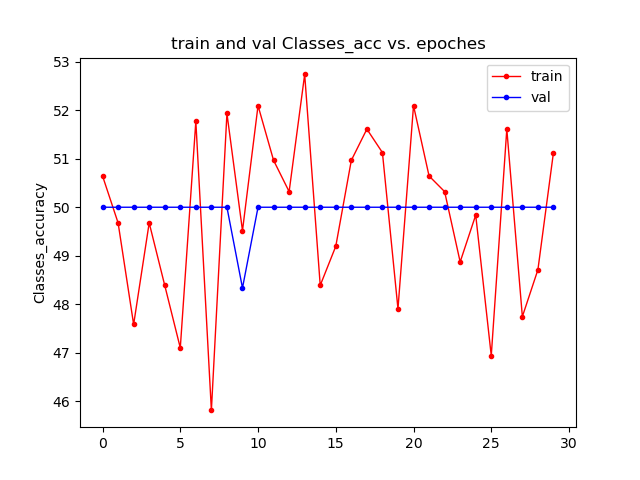 train and val Classes_acc vs. epoches
53
52
51
50
49
48
47
46
Classes_accuracy
train
val
0 5 10 15 20 25 30